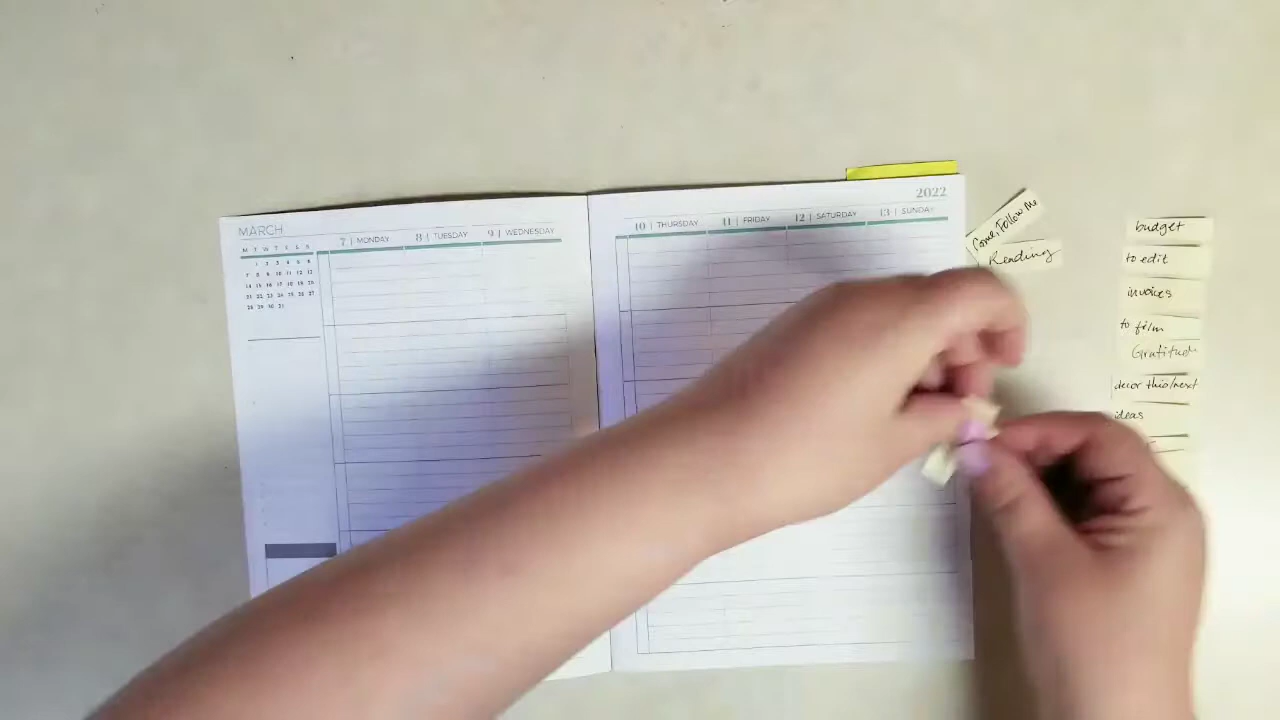 2022
MARCH
M T W T F S S
1 2 3 4 5 6
7 8 9 10 11 12 13
14 15 16 17 18 19 20
21 22 23 24 25 26 27
28 29 30 31
7 | MONDAY
8 | TUESDAY
9 | WEDNESDAY
10 | THURSDAY
11 | FRIDAY
12 | SATURDAY
13 | SUNDAY
Come, Follow Me
Reading
budget
to edit
invoices
to film
Gratitude
decor this/next
ideas